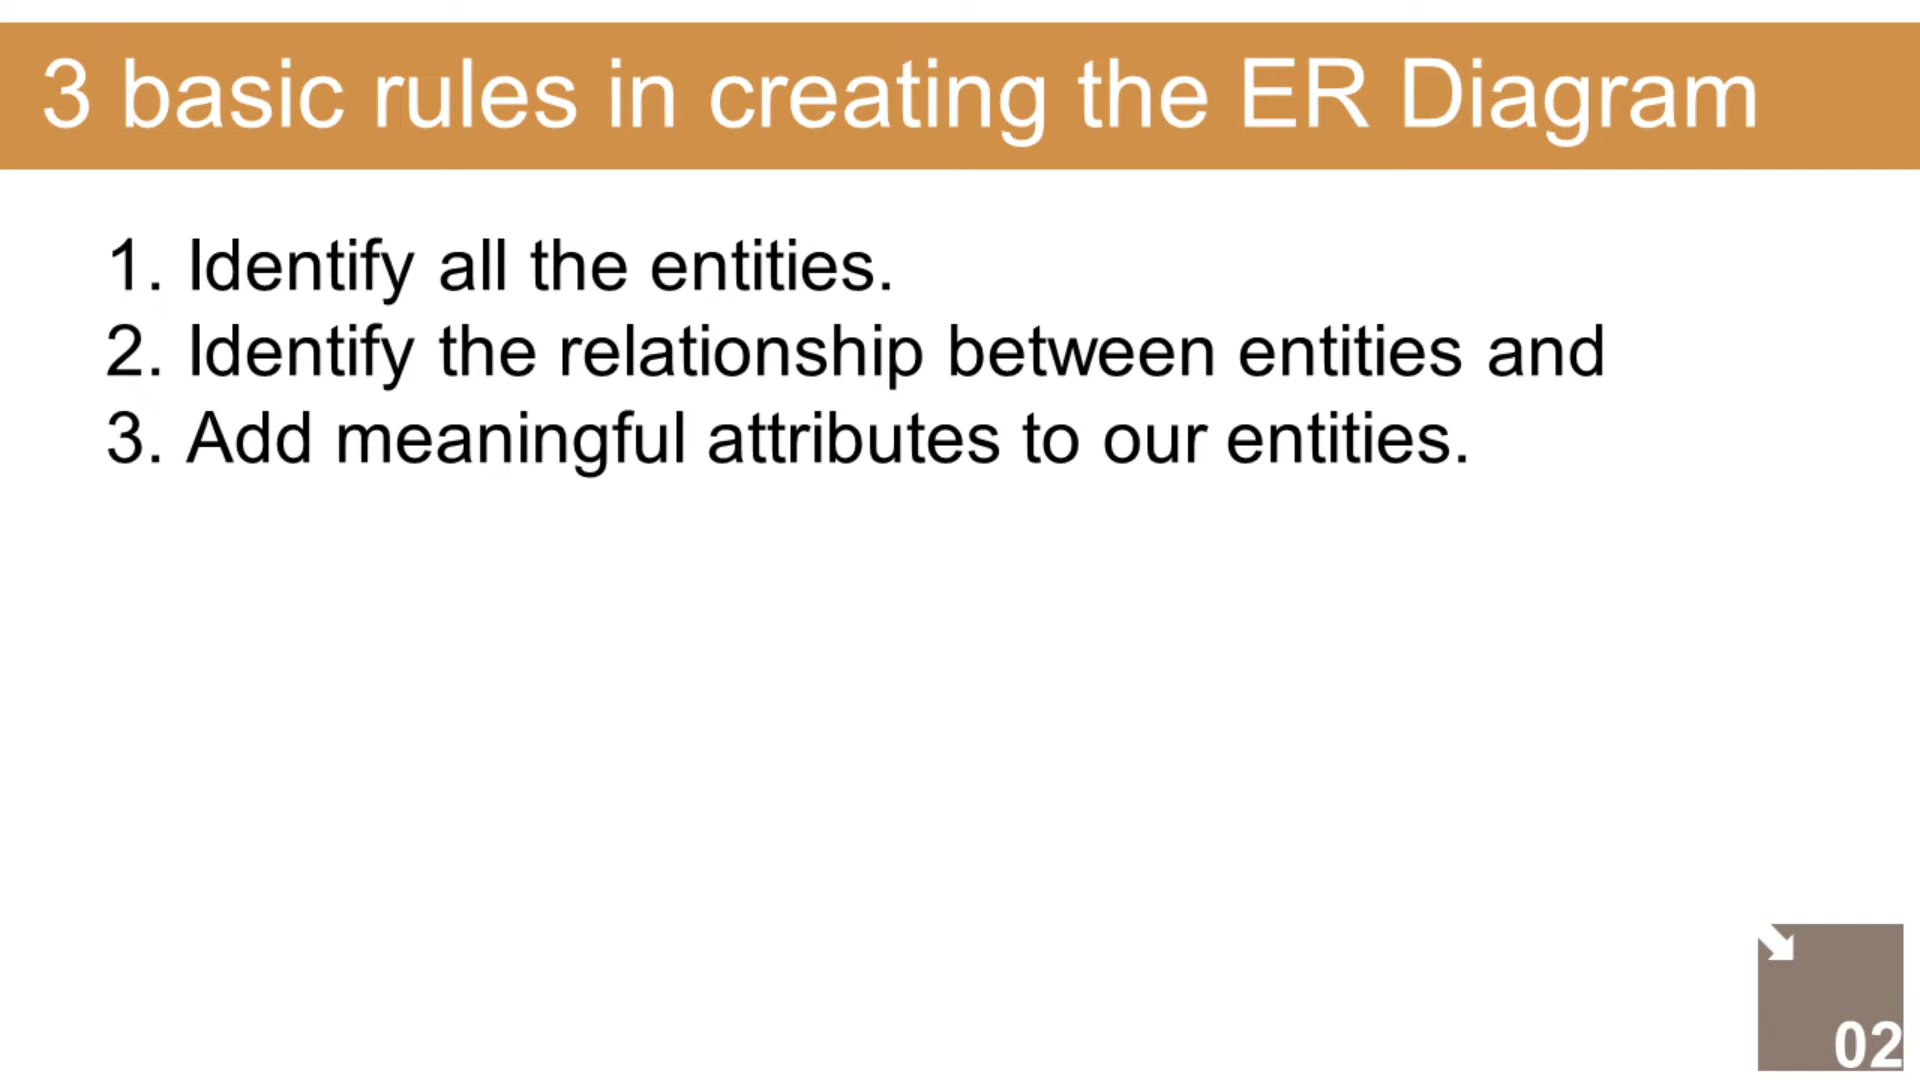 3 basic rules in creating the ER Diagram
1. Identify all the entities.
2. Identify the relationship between entities and
3. Add meaningful attributes to our entities.
02